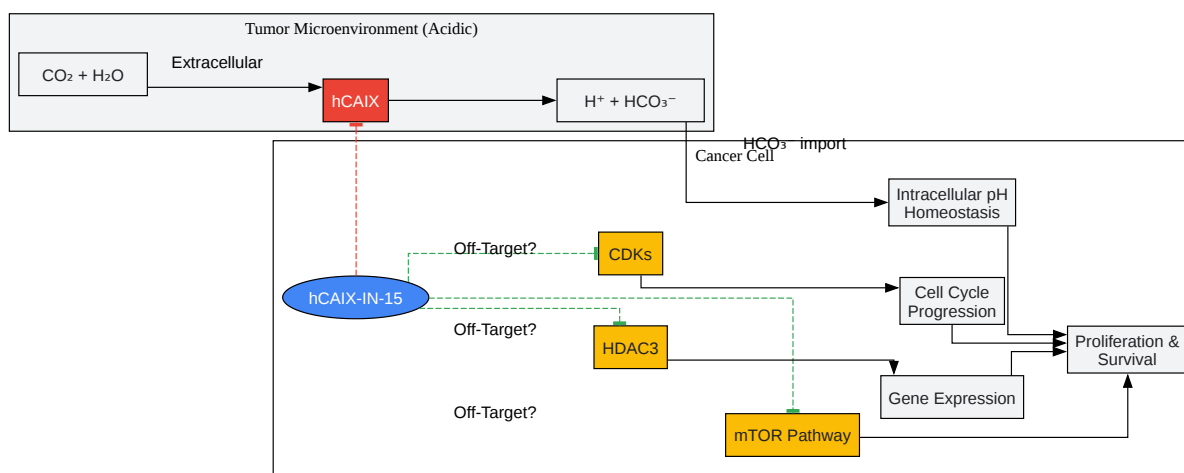 Tumor Microenvironment (Acidic)
CO₂ + H₂O
Extracellular
hCAIX
H⁺ + HCO₃⁻
HCO₃⁻ import
Cancer Cell
Intracellular pH
Homeostasis
Off-Target?
CDKs
hCAIX-IN-15
Cell Cycle
Progression
Off-Target?
HDAC3
Proliferation &
Survival
Gene Expression
Off-Target?
mTOR Pathway